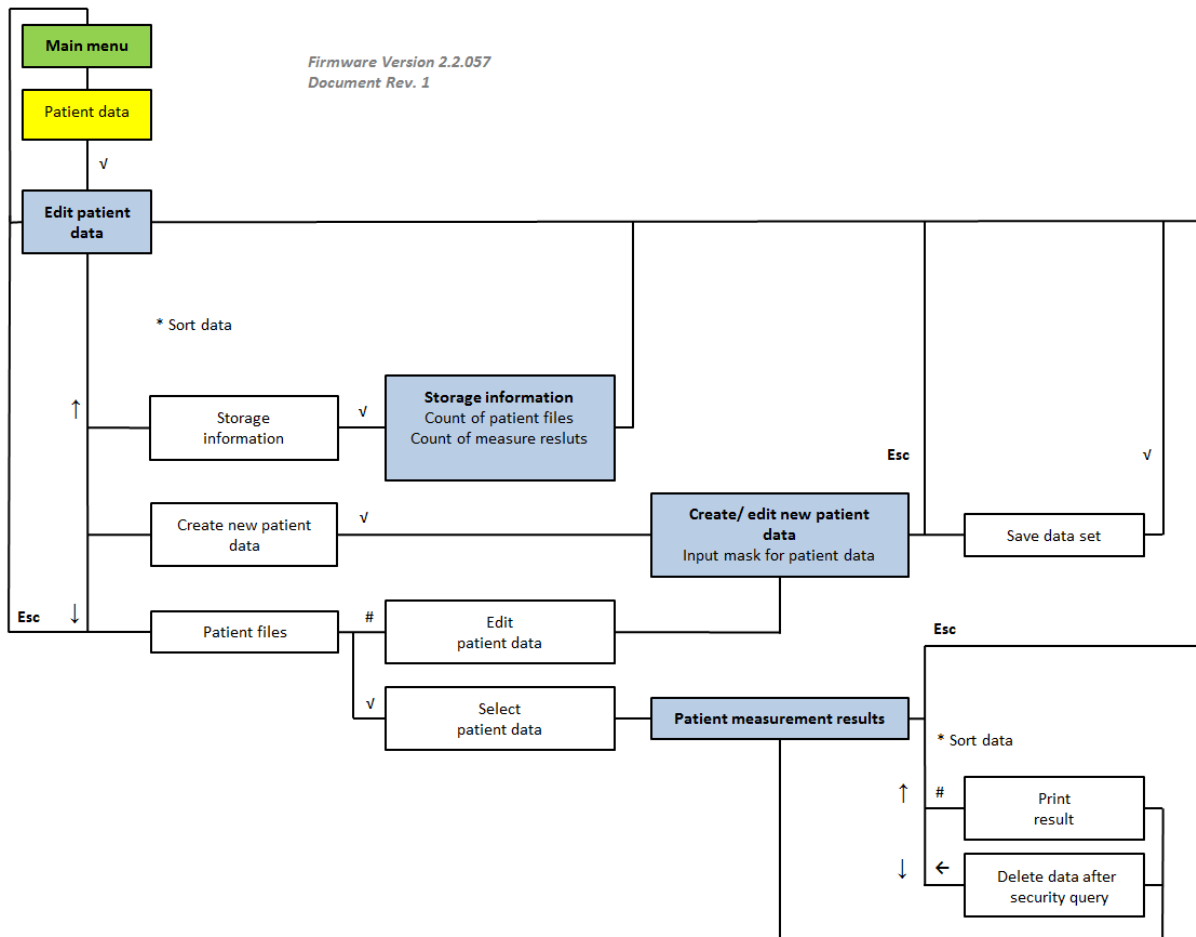 Main menu
Firmware Version 2.2.057
Document Rev. 1
Patient data
√
Edit patient
data
* Sort data
↑
Storage
information
√
Storage information
Count of patient files
Count of measure resluts
Esc
√
Create new patient
data
√
Create/ edit new patient
data
Input mask for patient data
Save data set
Esc
↓
Patient files
#
Edit
patient data
Esc
√
Select
patient data
Patient measurement results
* Sort data
↑
#
Print
result
↓
←
Delete data after
security query